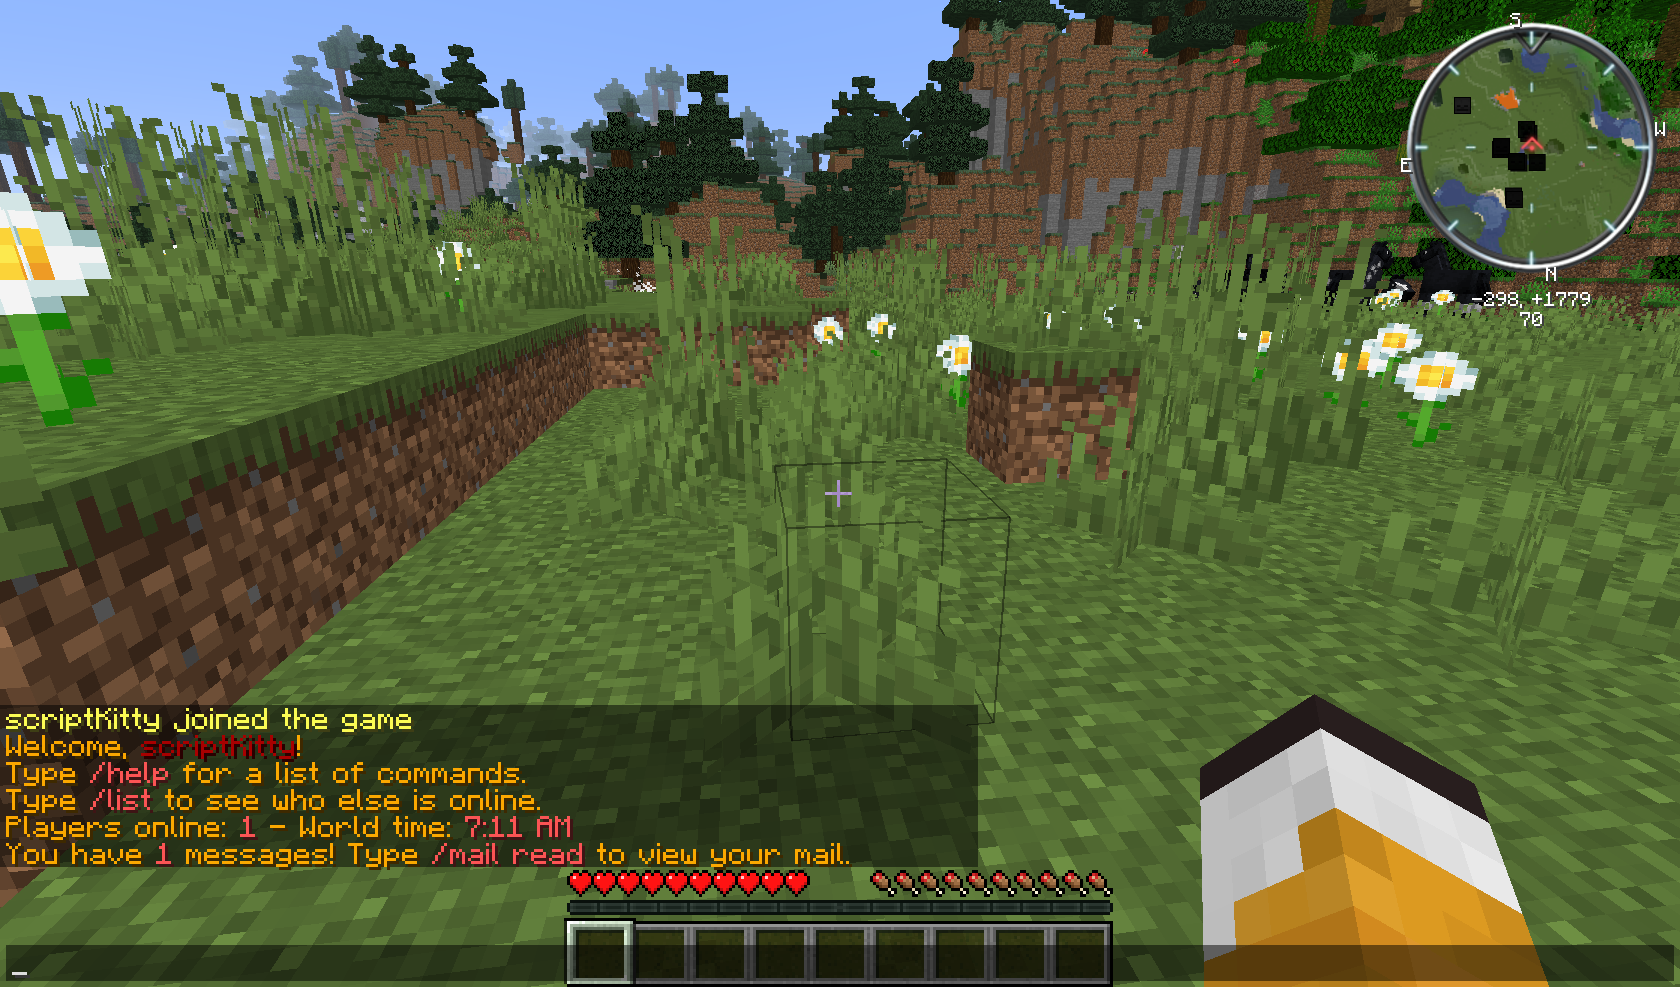 S
W
E
N
-298, +1779
70
scriptKitty joined the game
Welcome, scriptKitty!
Type /help for a list of commands.
Type /list to see who else is online.
Players online: 1 - World time: 7:11 AM
You have 1 messages! Type /mail read to view your mail.
_